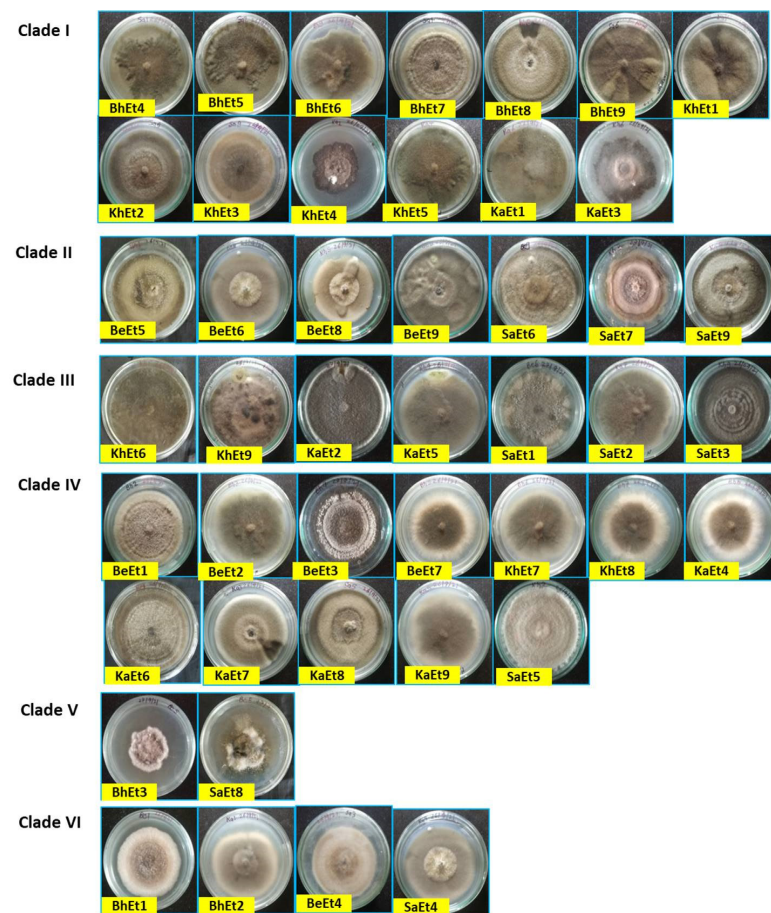 Clade I
BhEt4 BhEt5 BhEt6 BhEt7 BhEt8 BhEt9 KhEt1
KhEt2 KhEt3 KhEt4 KhEt5 KaEt1 KaEt3
Clade II
BeEt5 BeEt6 BeEt8 BeEt9 SaEt6 SaEt7 SaEt9
Clade III
KhEt6 KhEt9 KaEt2 KaEt5 SaEt1 SaEt2 SaEt3
Clade IV
BeEt1 BeEt2 BeEt3 BeEt7 KhEt7 KhEt8 KaEt4
KaEt6 KaEt7 KaEt8 KaEt9 SaEt5
Clade V
BhEt3 SaEt8
Clade VI
BhEt1 BhEt2 BeEt4 SaEt4